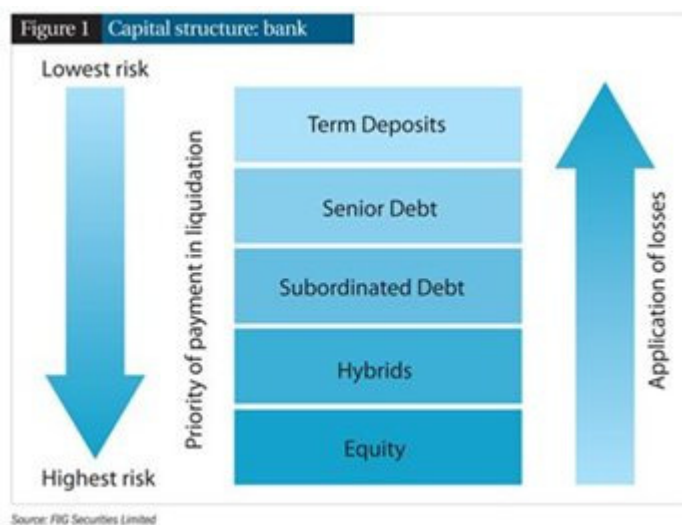 Figure 1 Capital structure: bank
Lowest risk
Priority of payment in liquidation
Term Deposits
Senior Debt
Subordinated Debt
Hybrids
Equity
Application of losses
Highest risk
Source: FIIG Securities Limited